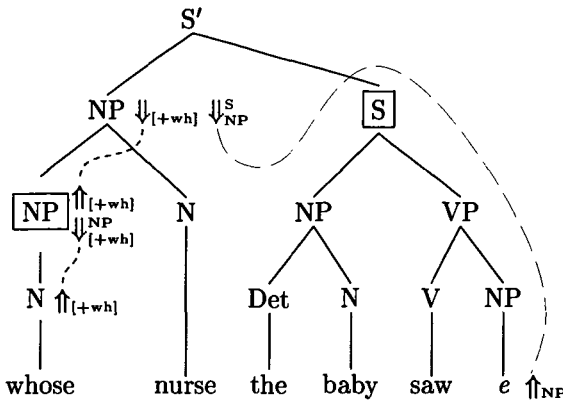 S′
NP ⇓[+wh] ⇓S NP S
NP ⇑[+wh] ⇓NP [+wh] N NP VP
N ⇑[+wh] Det N V NP
whose nurse the baby saw e ⇑NP